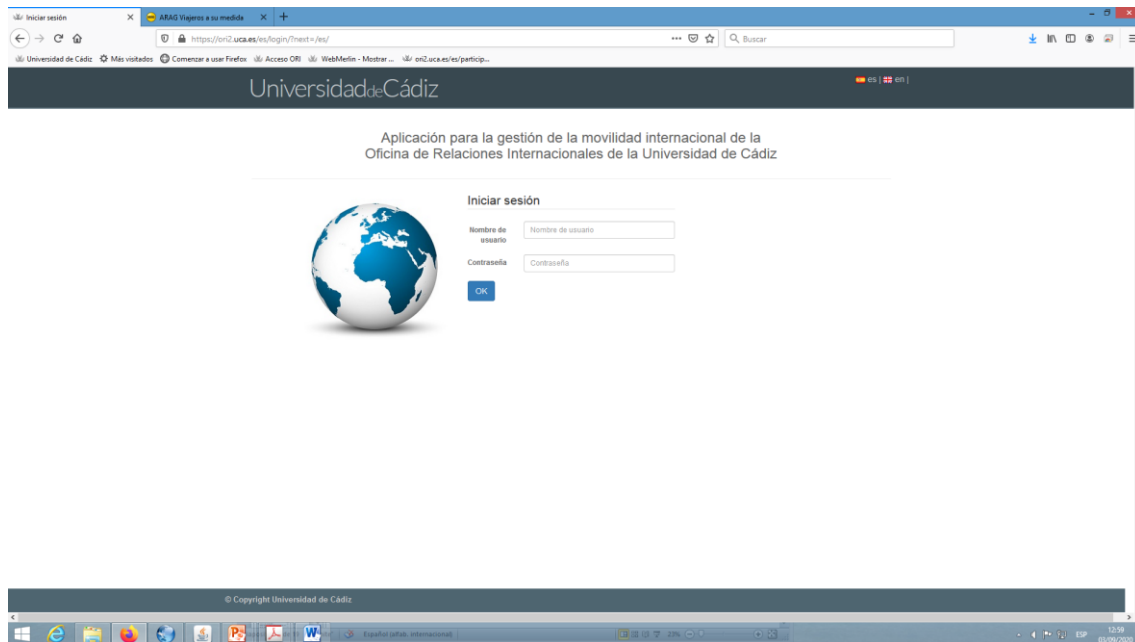 Iniciar sesión
ARAG Viajeros a su medida
https://ori2.uca.es/es/login/?next=/es/
Buscar
Universidad de Cádiz
Más visitados
Comenzar a usar Firefox
Acceso ORI
WebMerlin - Mostrar ...
ori2.uca.es/es/particip...
UniversidaddeCádiz
es | en |
Aplicación para la gestión de la movilidad internacional de la
Oficina de Relaciones Internacionales de la Universidad de Cádiz
Iniciar sesión
Nombre de
usuario
Nombre de usuario
Contraseña
Contraseña
OK
© Copyright Universidad de Cádiz
Español (alfab. internacional)
23%
ESP
12:59